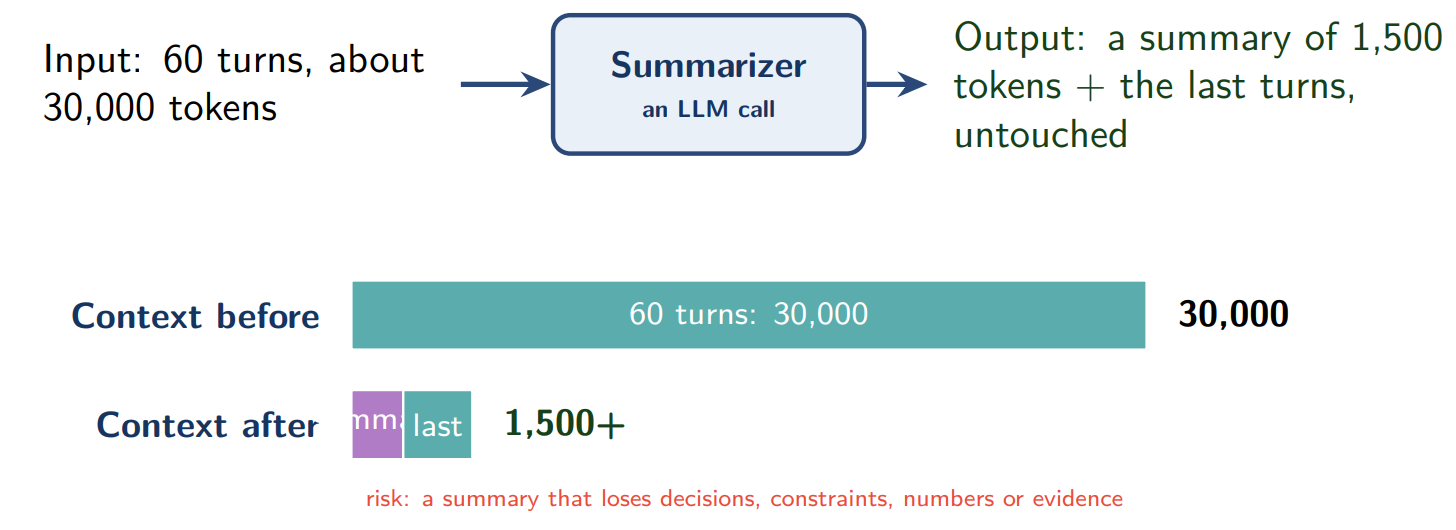 Input: 60 turns, about
30,000 tokens
Summarizer
an LLM call
Output: a summary of 1,500
tokens + the last turns,
untouched
Context before
60 turns: 30,000
30,000
Context after
last
1,500+
risk: a summary that loses decisions, constraints, numbers or evidence